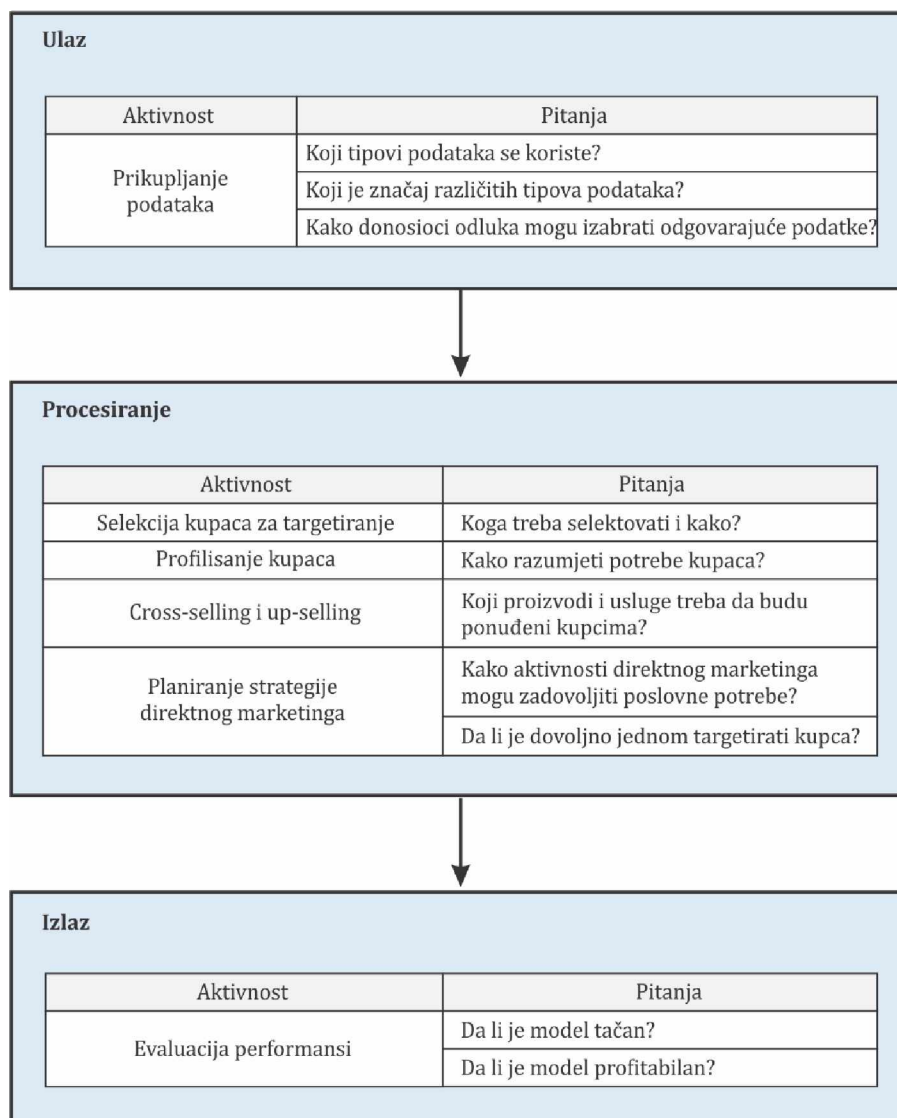 Ulaz
Aktivnost
Pitanja
Prikupljanje
podataka
Koji tipovi podataka se koriste?
Koji je značaj različitih tipova podataka?
Kako donosioci odluka mogu izabrati odgovarajuće podatke?
Procesiranje
Aktivnost
Pitanja
Selekcija kupaca za targetiranje
Koga treba selektovati i kako?
Profilisanje kupaca
Kako razumjeti potrebe kupaca?
Cross-selling i up-selling
Koji proizvodi i usluge treba da budu
ponuđeni kupcima?
Planiranje strategije
direktnog marketinga
Kako aktivnosti direktnog marketinga
mogu zadovoljiti poslovne potrebe?
Da li je dovoljno jednom targetirati kupca?
Izlaz
Aktivnost
Pitanja
Evaluacija performansi
Da li je model tačan?
Da li je model profitabilan?